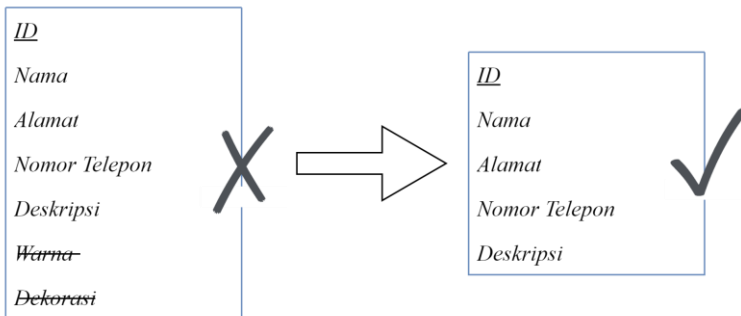 ID
Nama
Alamat
Nomor Telepon
Deskripsi
Warna
Dekorasi
ID
Nama
Alamat
Nomor Telepon
Deskripsi